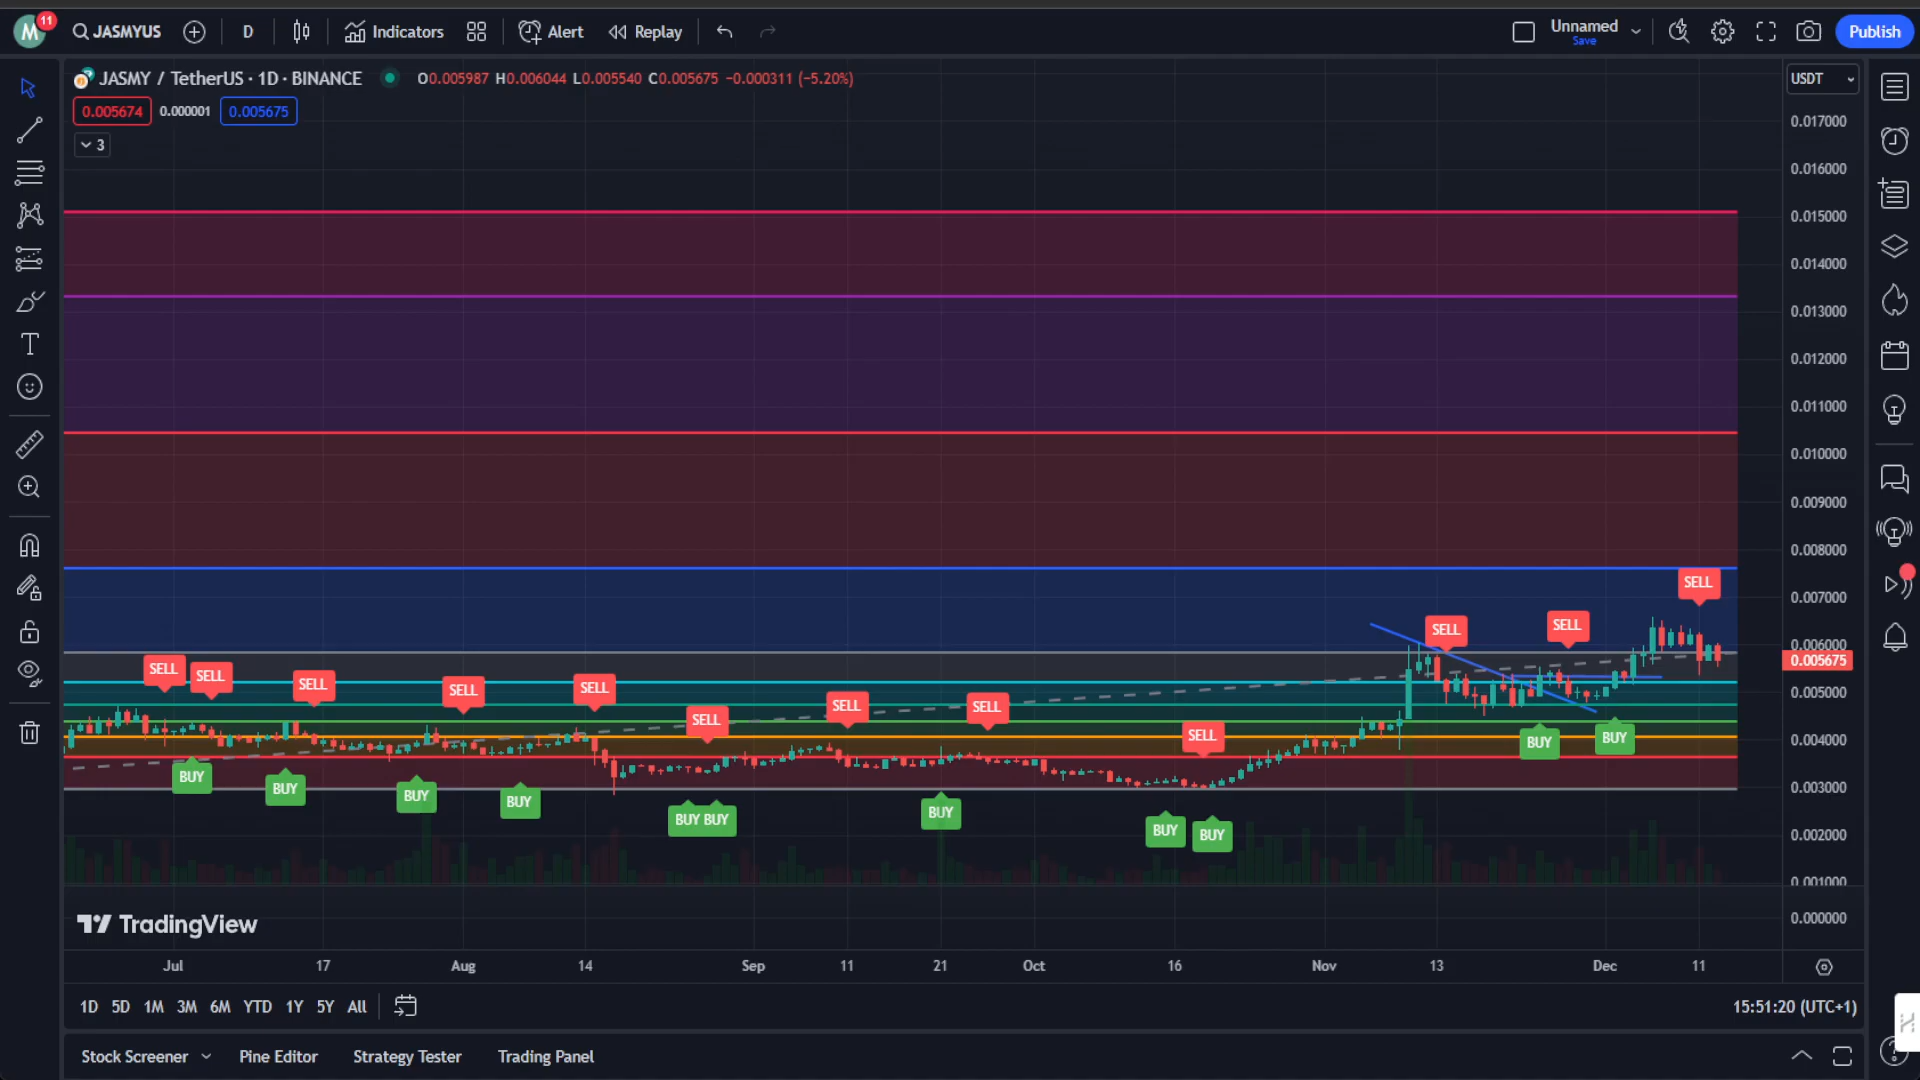 M 11 JASMYUS D Indicators Alert Replay Unnamed Save Publish
JASMY / TetherUS · 1D · BINANCE O0.005987 H0.006044 L0.005540 C0.005675 −0.000311 (−5.20%) USDT
0.005674 0.000001 0.005675
3
0.017000
0.016000
0.015000
0.014000
0.013000
0.012000
0.011000
0.010000
0.009000
0.008000
0.007000
0.006000
0.005675
0.005000
0.004000
0.003000
0.002000
0.001000
0.000000
SELL
SELL
SELL
SELL
SELL
SELL
SELL
SELL
SELL
SELL
SELL
SELL
BUY
BUY
BUY
BUY
BUY BUY
BUY
BUY
BUY
BUY
BUY
TradingView
Jul 17 Aug 14 Sep 11 21 Oct 16 Nov 13 Dec 11
1D 5D 1M 3M 6M YTD 1Y 5Y All 15:51:20 (UTC+1)
Stock Screener Pine Editor Strategy Tester Trading Panel